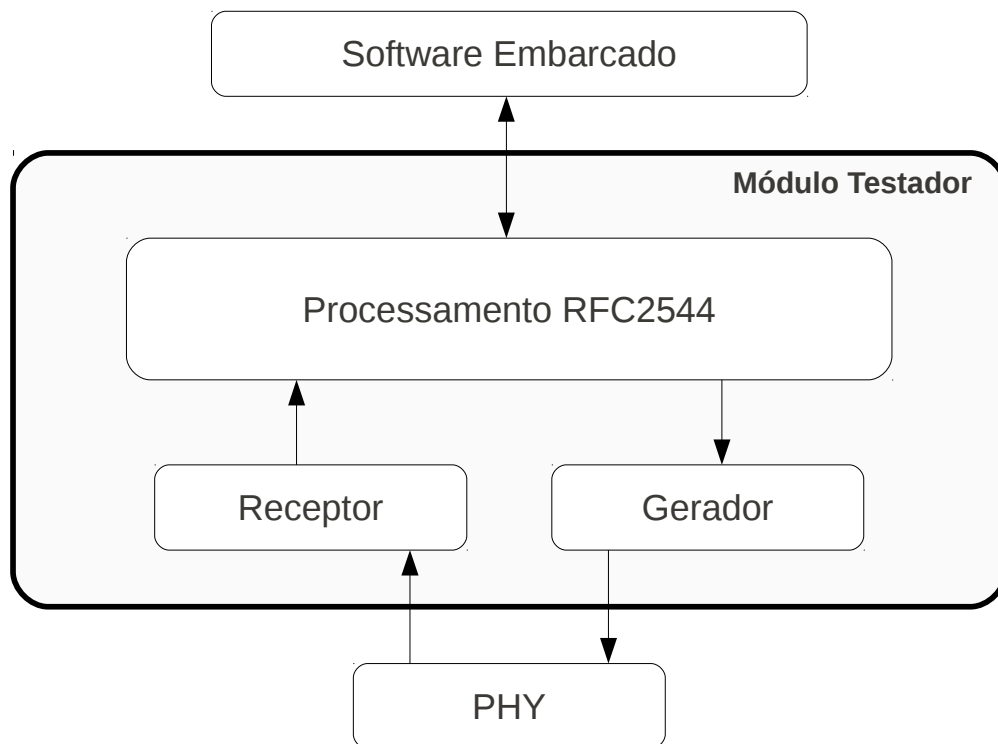 Software Embarcado
Módulo Testador
Processamento RFC2544
Receptor
Gerador
PHY